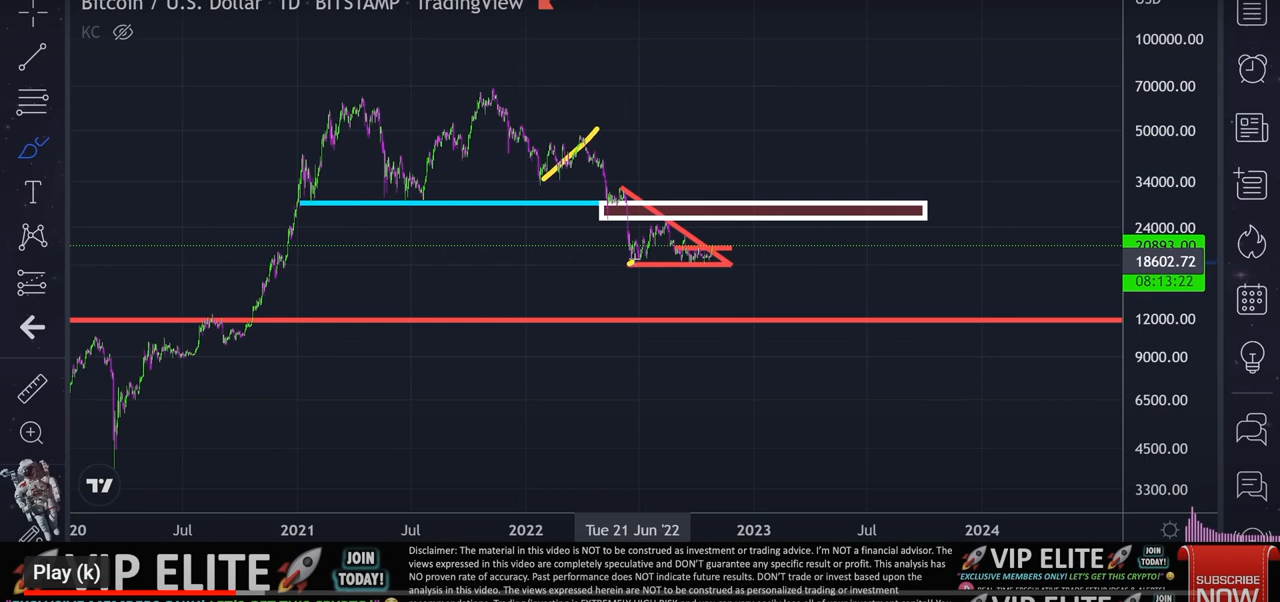 Bitcoin / U.S. Dollar · 1D · BITSTAMP · TradingView
USD
KC
100000.00
70000.00
50000.00
34000.00
24000.00
20893.00
18602.72
08:13:22
12000.00
9000.00
6500.00
4500.00
3300.00
20 Jul 2021 Jul 2022 Tue 21 Jun '22 2023 Jul 2024
Play (k)
VIP ELITE
JOIN
TODAY!
Disclaimer: The material in this video is NOT to be construed as investment or trading advice. I'm NOT a financial advisor. The
views expressed in this video are completely speculative and DON'T guarantee any specific result or profit. This analysis has
NO proven rate of accuracy. Past performance does NOT indicate future results. DON'T trade or invest based upon the
analysis in this video. The views expressed herein are NOT to be construed as personalized trading or investment
VIP ELITE
JOIN
TODAY!
"EXCLUSIVE MEMBERS ONLY! LET'S GET THIS CRYPTO!"
SUBSCRIBE
NOW